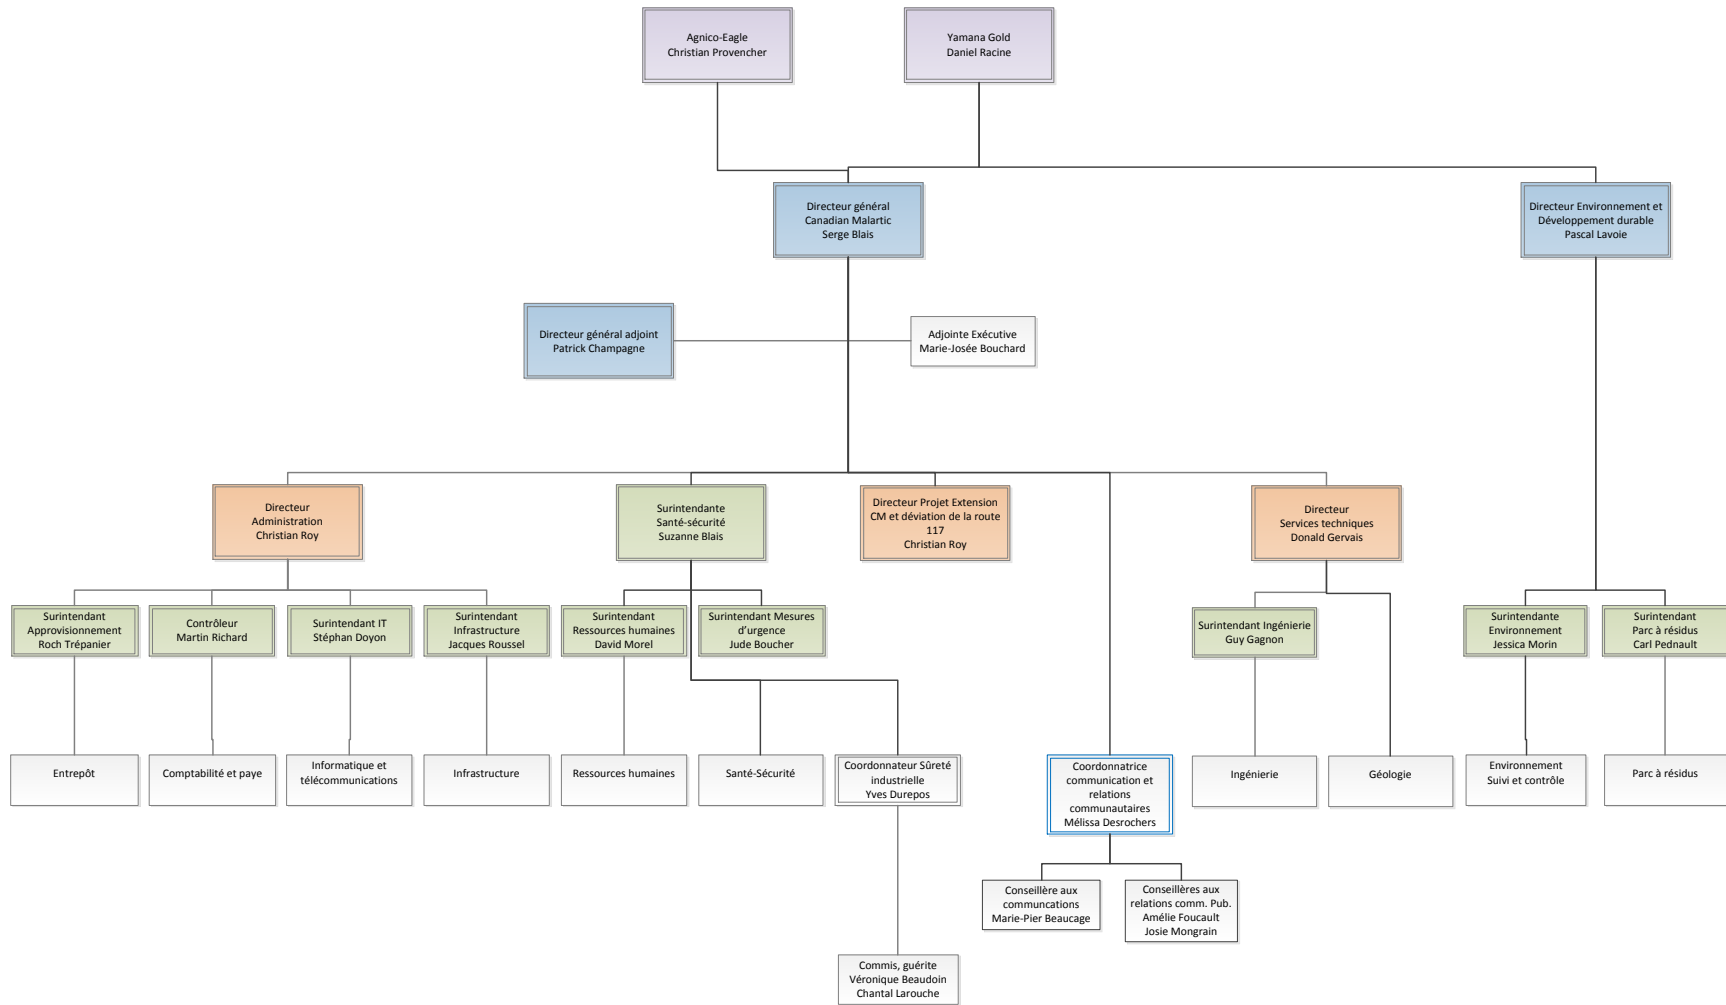 Agnico-Eagle
Christian Provencher
Yamana Gold
Daniel Racine
Directeur général
Canadian Malartic
Serge Blais
Directeur Environnement et
Développement durable
Pascal Lavoie
Directeur général adjoint
Patrick Champagne
Adjointe Exécutive
Marie-Josée Bouchard
Directeur
Administration
Christian Roy
Surintendante
Santé-sécurité
Suzanne Blais
Directeur Projet Extension
CM et déviation de la route
117
Christian Roy
Directeur
Services techniques
Donald Gervais
Surintendant
Approvisionnement
Roch Trépanier
Contrôleur
Martin Richard
Surintendant IT
Stéphan Doyon
Surintendant
Infrastructure
Jacques Roussel
Surintendant
Ressources humaines
David Morel
Surintendant Mesures
d’urgence
Jude Boucher
Surintendant Ingénierie
Guy Gagnon
Surintendante
Environnement
Jessica Morin
Surintendant
Parc à résidus
Carl Pednault
Entrepôt
Comptabilité et paye
Informatique et
télécommunications
Infrastructure
Ressources humaines
Santé-Sécurité
Coordonnateur Sûreté
industrielle
Yves Durepos
Coordonnatrice
communication et
relations
communautaires
Mélissa Desrochers
Ingénierie
Géologie
Environnement
Suivi et contrôle
Parc à résidus
Conseillère aux
communcations
Marie-Pier Beaucage
Conseillères aux
relations comm. Pub.
Amélie Foucault
Josie Mongrain
Commis, guérite
Véronique Beaudoin
Chantal Larouche